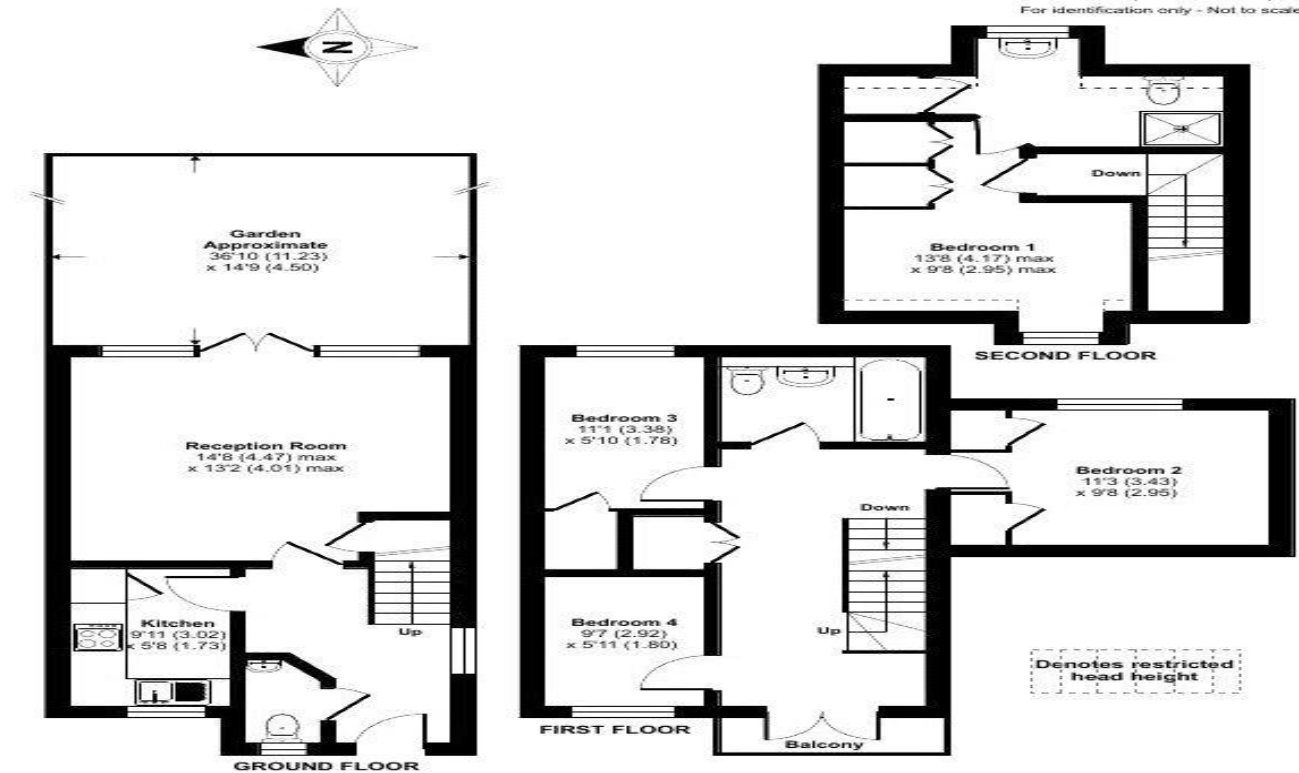 For identification only - Not to scale
N
Garden
Approximate
36'10 (11.23)
x 14'9 (4.50)
Reception Room
14'8 (4.47) max
x 13'2 (4.01) max
Kitchen
9'11 (3.02)
x 5'8 (1.73)
Up
GROUND FLOOR
Bedroom 3
11'1 (3.38)
x 5'10 (1.78)
Bedroom 4
9'7 (2.92)
x 5'11 (1.80)
Down
Up
Bedroom 2
11'3 (3.43)
x 9'8 (2.95)
FIRST FLOOR
Balcony
Down
Bedroom 1
13'8 (4.17) max
x 9'8 (2.95) max
SECOND FLOOR
Denotes restricted
head height